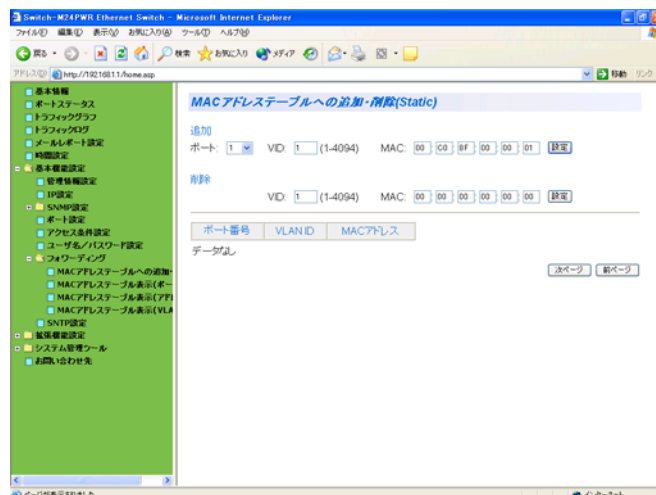 Switch-M24PWR Ethernet Switch - Microsoft Internet Explorer
ファイル(F) 編集(E) 表示(V) お気に入り(A) ツール(T) ヘルプ(H)
戻る 検索 お気に入り メディア
アドレス(D) http://192.168.1.1/home.asp 移動 リンク
基本情報
ポートステータス
トラフィックグラフ
トラフィックログ
メールレポート設定
時間設定
基本機能設定
管理情報設定
IP設定
SNMP設定
ポート設定
アクセス条件設定
ユーザ名/パスワード設定
フォワーディング
MACアドレステーブルへの追加・
MACアドレステーブル表示(ポー
MACアドレステーブル表示(アド
MACアドレステーブル表示(VLA
SNTP設定
拡張機能設定
システム管理ツール
お問い合わせ先
MACアドレステーブルへの追加・削除(Static)
追加
ポート: 1 VID: 1 (1-4094) MAC: 00 : C0 : 8F : 00 : 00 : 01 設定
削除
VID: 1 (1-4094) MAC: 00 : 00 : 00 : 00 : 00 : 00 設定
ポート番号 VLAN ID MACアドレス
データなし
次ページ 前ページ
ページが表示されました インターネット